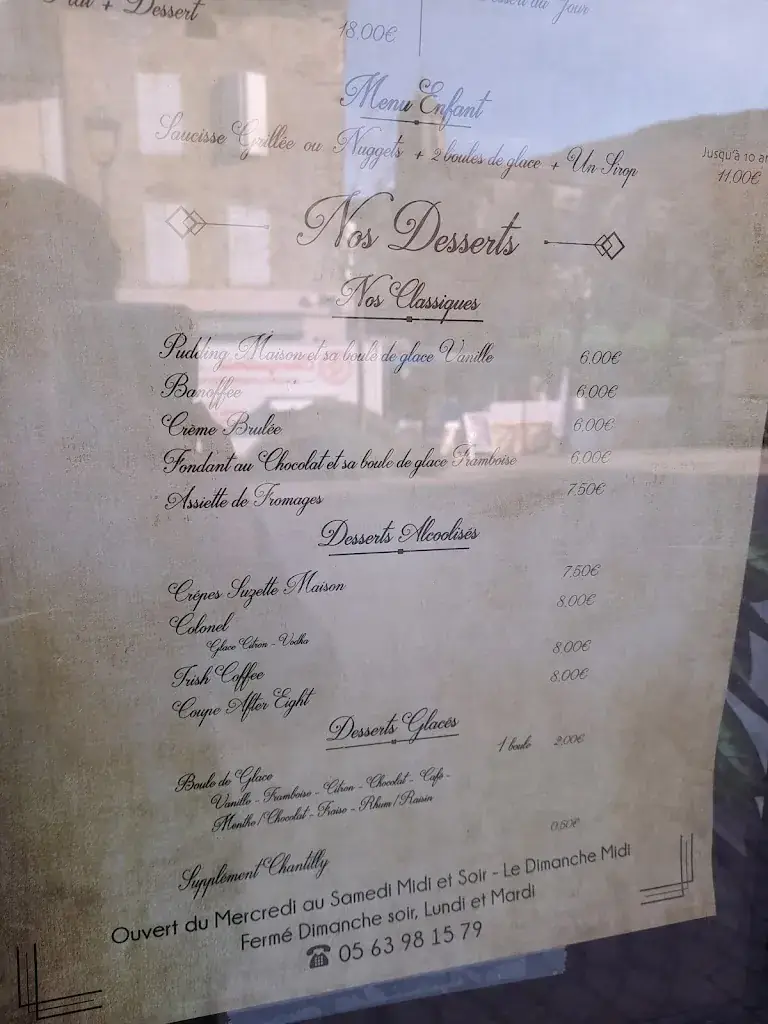 + Dessert
18.00€
Jour
Menu Enfant
Saucisse Grillée ou Nuggets + 2 boules de glace + Un Sirop
Jusqu'à 10 an
11,00€
Nos Desserts
Nos Classiques
Pudding Maison et sa boule de glace Vanille 6.00€
Banoffée 6.00€
Crème Brulée 6.00€
Fondant au Chocolat et sa boule de glace Framboise 6.00€
Assiette de Fromages 7.50€
Desserts Alcoolisés
Crêpes Suzette Maison 7.50€
Colonel 8.00€
Glace Citron - Vodka
Irish Coffee 8.00€
Coupe After Eight 8.00€
Desserts Glacés
Boule de Glace 1 boule 2,00€
Vanille - Framboise - Citron - Chocolat - Café -
Menthe/Chocolat - Fraise - Rhum/Raisin
Supplément Chantilly 0,50€
Ouvert du Mercredi au Samedi Midi et Soir - Le Dimanche Midi
Fermé Dimanche soir, Lundi et Mardi
☎ 05 63 98 15 79